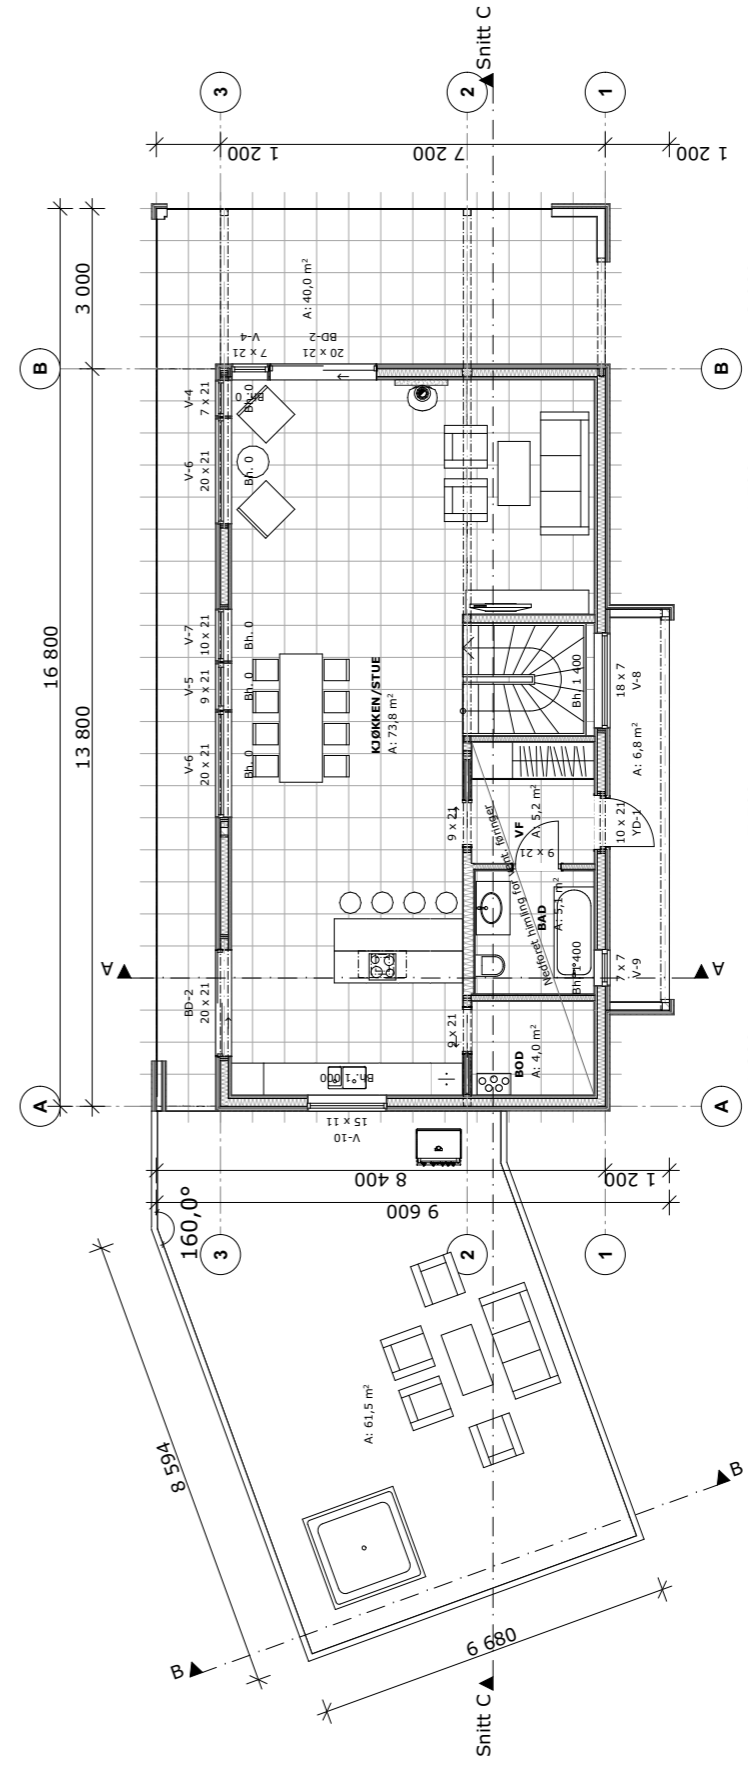 Snitt C
3
2
1
1 200
7 200
1 200
3 000
B
B
16 800
13 800
A: 40,0 m²
V-4
7 x 21
BD-2
20 x 21
V-4
7 x 21
Bh. 0
Bh. 0
V-6
20 x 21
Bh. 0
V-7
10 x 21
Bh. 0
V-5
9 x 21
Bh. 0
V-6
20 x 21
Bh. 0
KJØKKEN/STUE
A: 73,8 m²
Bh. 1 400
18 x 7
V-8
A: 6,8 m²
9 x 21
VF
A: 5,2 m²
9 x 21
10 x 21
YD-1
Nedforet himling for vent. føringer
BAD
A: 5,1 m²
Bh. 1 400
7 x 7
V-9
A
A
BD-2
20 x 21
9 x 21
BOD
A: 4,0 m²
Bh. 1 000
V-10
15 x 11
A
A
8 400
1 200
9 600
160,0°
3
2
1
8 594
A: 61,5 m²
B
B
6 680
Snitt C